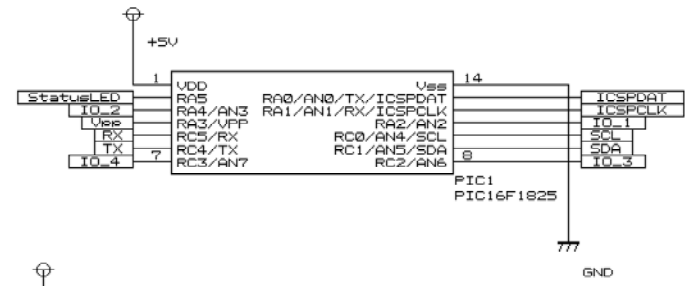 +5V
1 VDD Vss 14
StatusLED RA5 RA0/AN0/TX/ICSPDAT ICSPDAT
IO_2 RA4/AN3 RA1/AN1/RX/ICSPCLK ICSPCLK
Vpp RA3/VPP RA2/AN2 IO_1
RX RC5/RX RC0/AN4/SCL SCL
TX 7 RC4/TX RC1/AN5/SDA 8 SDA
IO_4 RC3/AN7 RC2/AN6 IO_3
PIC1
PIC16F1825
GND